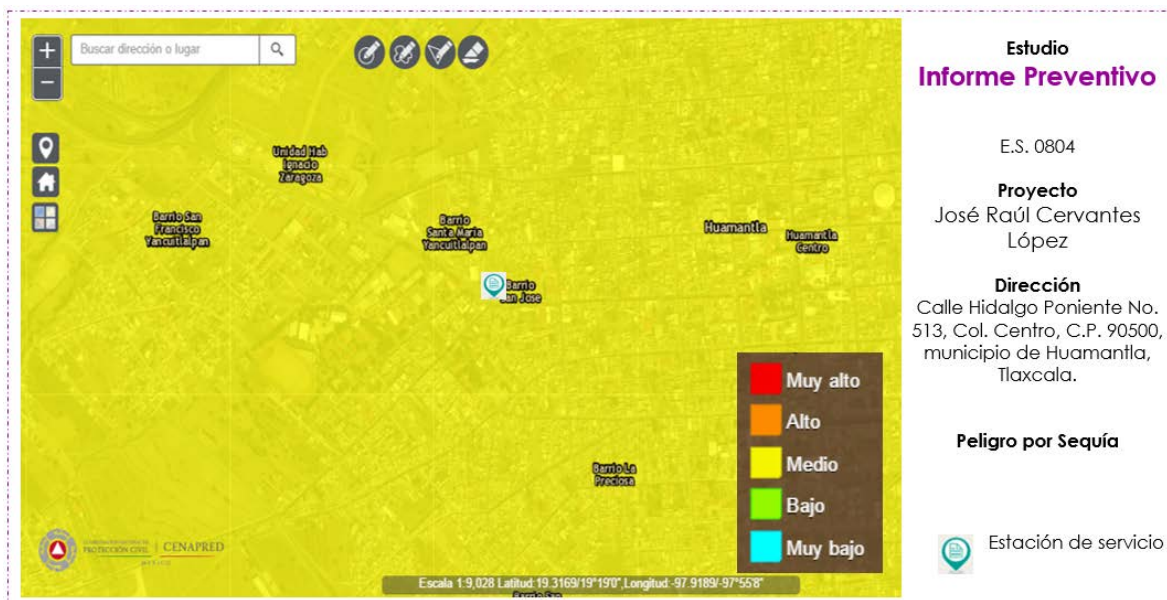 Buscar dirección o lugar
Unidad Hab
Ignacio
Zaragoza
Barrio San
Francisco
Yancuitlalpan
Barrio
Santa Maria
Yancuitlalpan
Huamantla
Huamantla
Centro
Barrio
San Jose
Barrio La
Preciosa
Muy alto
Alto
Medio
Bajo
Muy bajo
PROTECCIÓN CIVIL
CENAPRED
Escala 1:9,028 Latitud:19.3169/19°19'0",Longitud:-97.9189/-97°55'8"
Barrio San
Estudio
Informe Preventivo
E.S. 0804
Proyecto
José Raúl Cervantes
López
Dirección
Calle Hidalgo Poniente No.
513, Col. Centro, C.P. 90500,
municipio de Huamantla,
Tlaxcala.
Peligro por Sequía
Estación de servicio